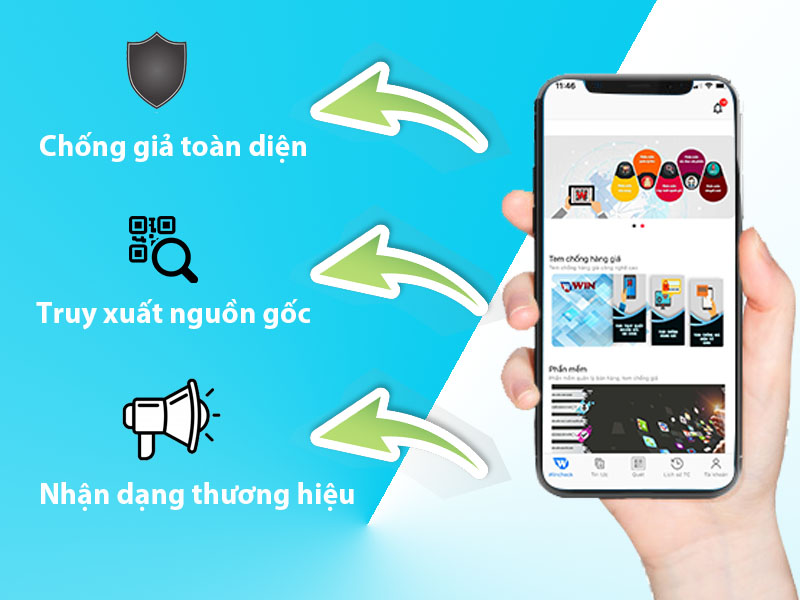 Chống giả toàn diện
Truy xuất nguồn gốc
Nhận dạng thương hiệu
11:46
Tem chống hàng giả
Tem chống hàng giả công nghệ cao
WIN
Phần mềm
Phần mềm quản lý bán hàng, tem chống giả
Wincheck
Tin tức
Quét
Lịch sử TC
Tài khoản